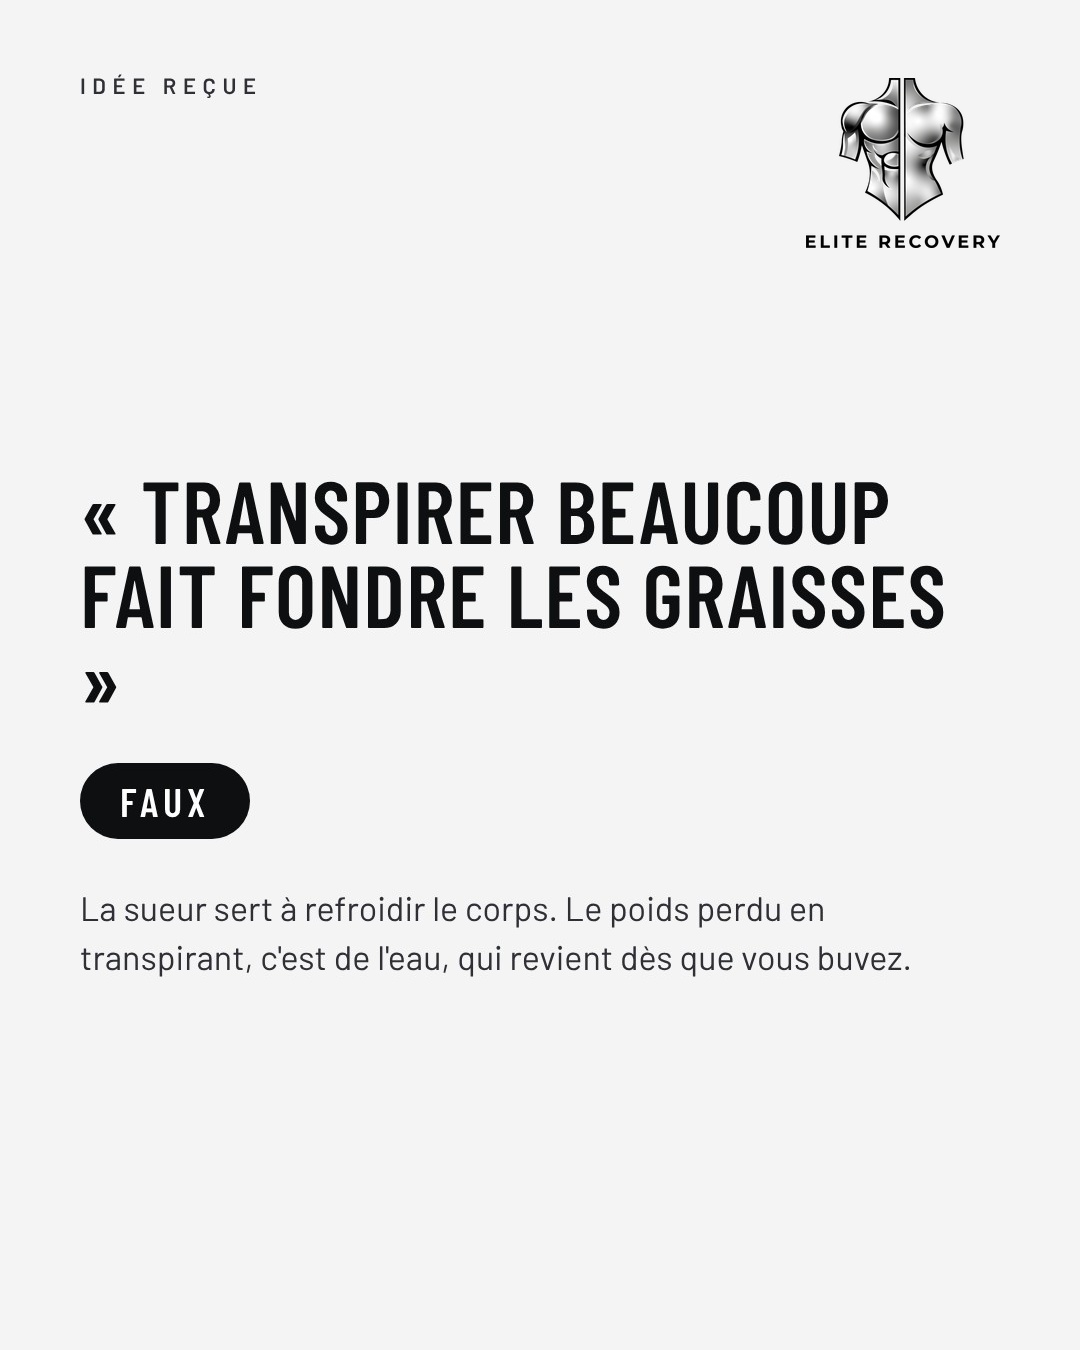 IDÉE REÇUE
ELITE RECOVERY
« TRANSPIRER BEAUCOUP
FAIT FONDRE LES GRAISSES
»
FAUX
La sueur sert à refroidir le corps. Le poids perdu en
transpirant, c'est de l'eau, qui revient dès que vous buvez.